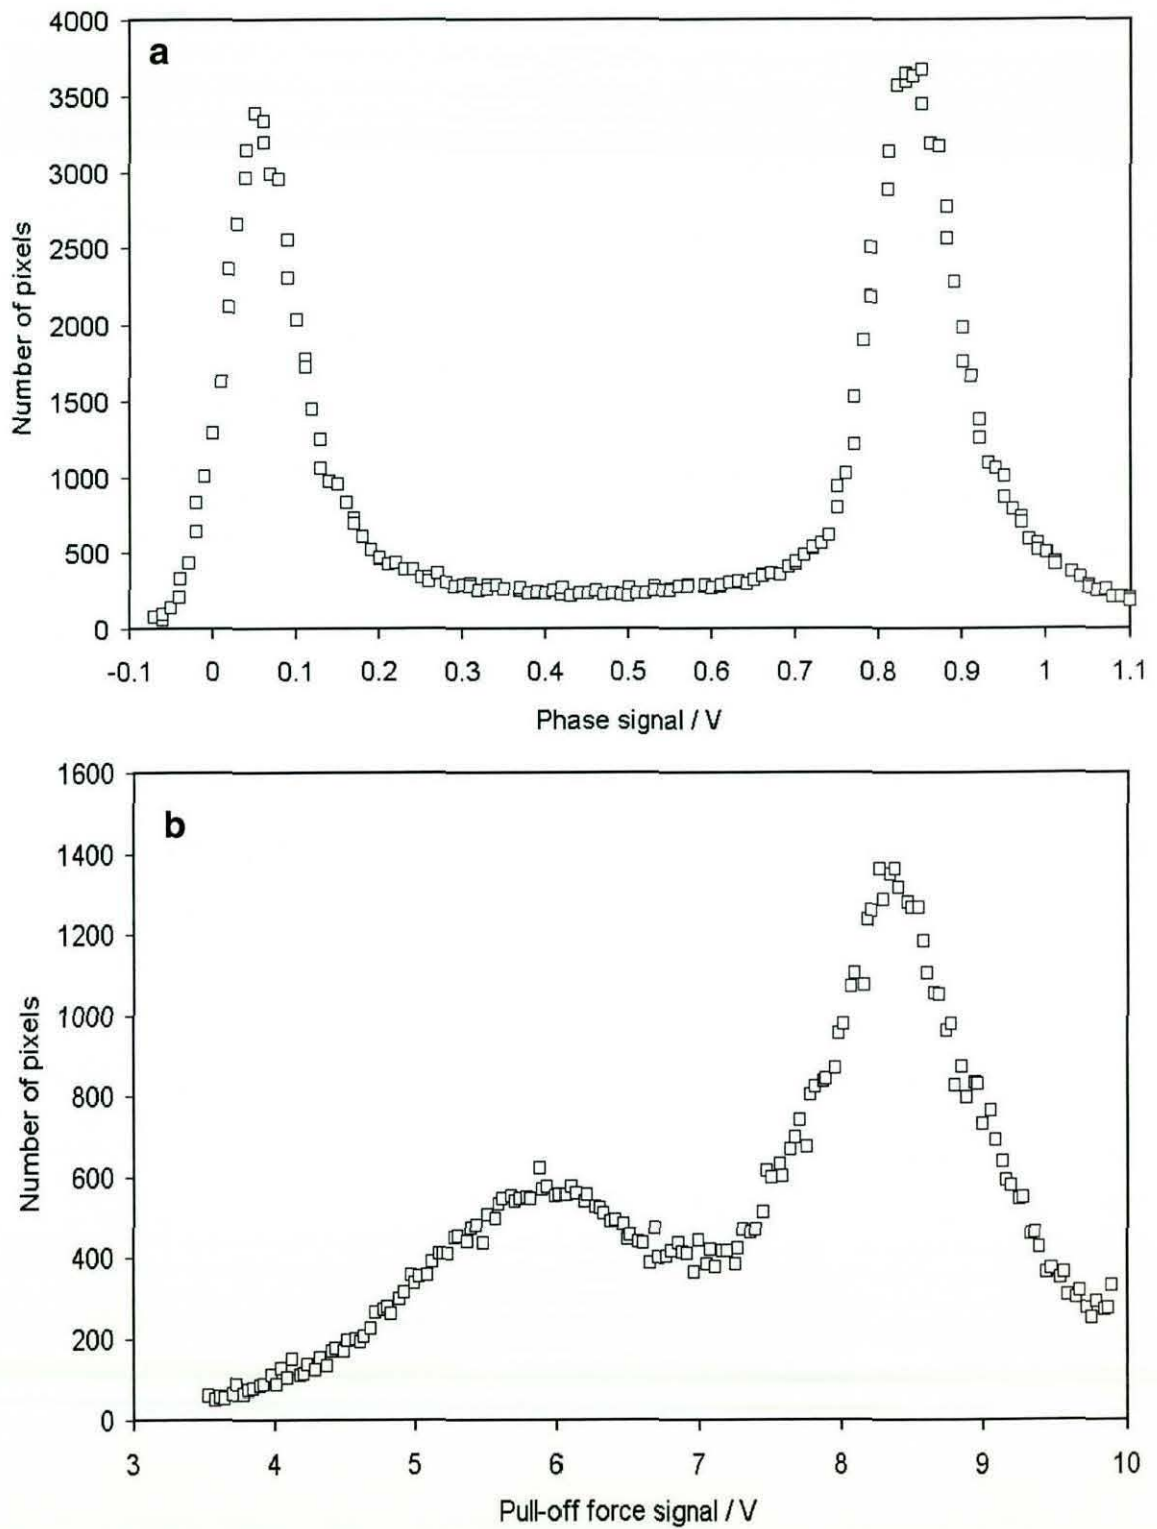 a
4000
3500
3000
2500
2000
1500
1000
500
0
Number of pixels
-0.1 0 0.1 0.2 0.3 0.4 0.5 0.6 0.7 0.8 0.9 1 1.1
Phase signal / V
b
1600
1400
1200
1000
800
600
400
200
0
Number of pixels
3 4 5 6 7 8 9 10
Pull-off force signal / V